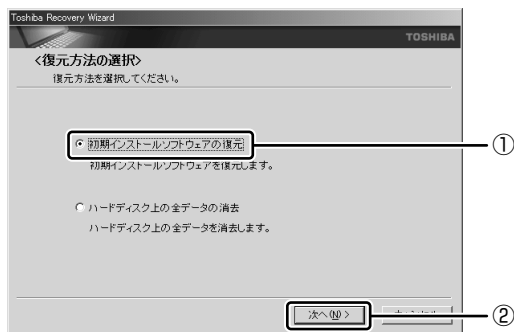 Toshiba Recovery Wizard
TOSHIBA
<復元方法の選択>
復元方法を選択してください。
初期インストールソフトウェアの復元 ①
初期インストールソフトウェアを復元します。
ハードディスク上の全データの消去
ハードディスク上の全データを消去します。
次へ(N) > ②